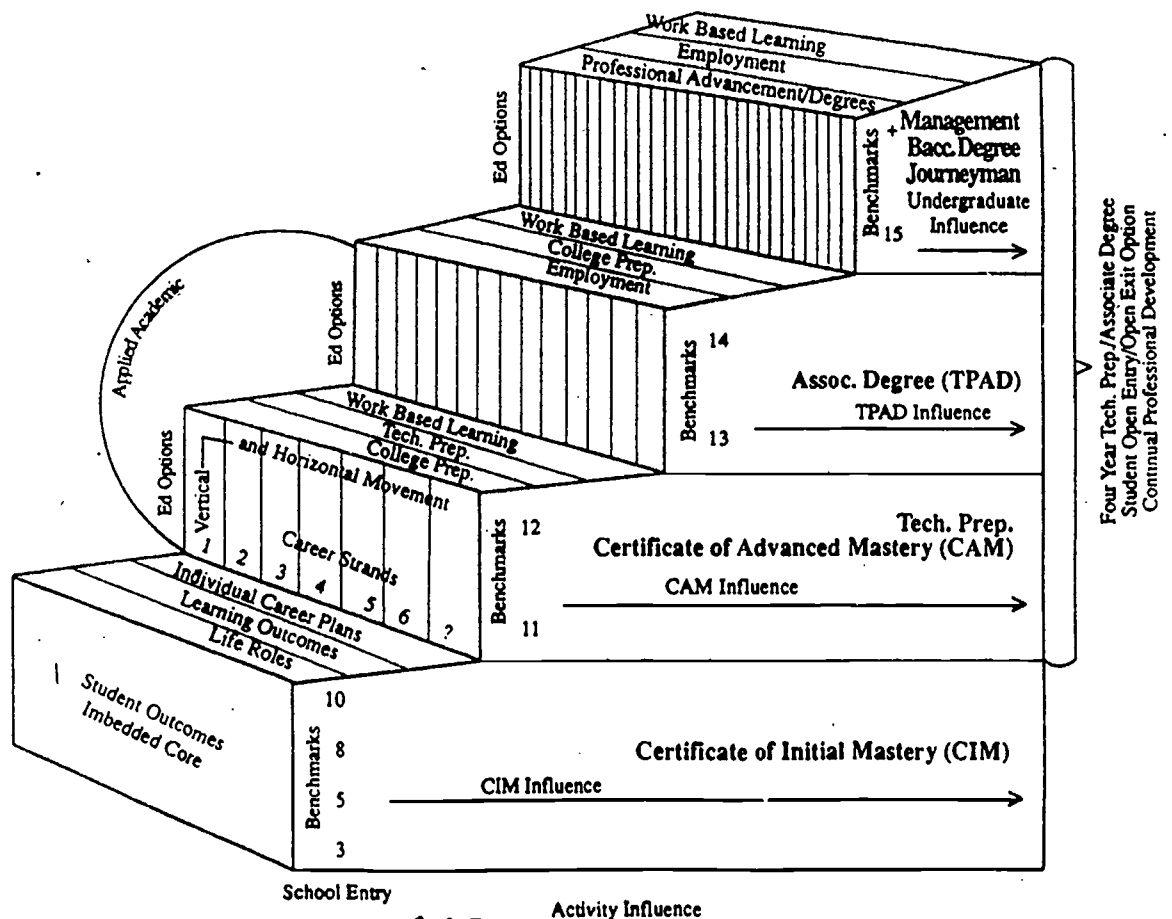 Work Based Learning
Employment
Professional Advancement/Degrees
Ed Options
Benchmarks
+
15
Management
Bacc. Degree
Journeyman
Undergraduate
Influence
Work Based Learning
College Prep.
Employment
Ed Options
Benchmarks
14
13
Assoc. Degree (TPAD)
TPAD Influence
Applied Academic
Work Based Learning
Tech. Prep.
College Prep.
Ed Options
Vertical
and Horizontal Movement
Career Strands
1 2 3 4 5 6 ?
Benchmarks
12
11
Tech. Prep.
Certificate of Advanced Mastery (CAM)
CAM Influence
Individual Career Plans
Learning Outcomes
Life Roles
Student Outcomes
Imbedded Core
Benchmarks
10
8
5
3
Certificate of Initial Mastery (CIM)
CIM Influence
School Entry
Activity Influence
Four Year Tech. Prep./Associate Degree
Student Open Entry/Open Exit Option
Continual Professional Development